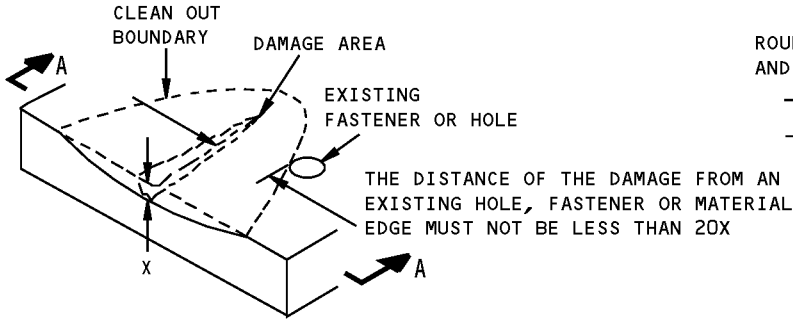 CLEAN OUT
BOUNDARY
DAMAGE AREA
A
EXISTING
FASTENER OR HOLE
THE DISTANCE OF THE DAMAGE FROM AN
EXISTING HOLE, FASTENER OR MATERIAL
EDGE MUST NOT BE LESS THAN 20X
X
A
AND